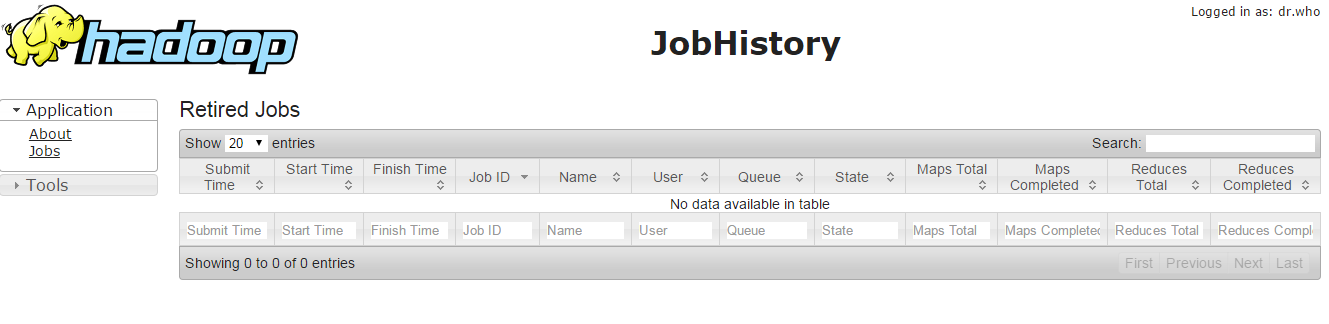 Logged in as: dr.who
hadoop
JobHistory
Application
About
Jobs
Tools
Retired Jobs
Show 20 entries
Search:
Submit Time Start Time Finish Time Job ID Name User Queue State Maps Total Maps Completed Reduces Total Reduces Completed
No data available in table
Submit Time Start Time Finish Time Job ID Name User Queue State Maps Total Maps Completed Reduces Total Reduces Compl
Showing 0 to 0 of 0 entries
First Previous Next Last